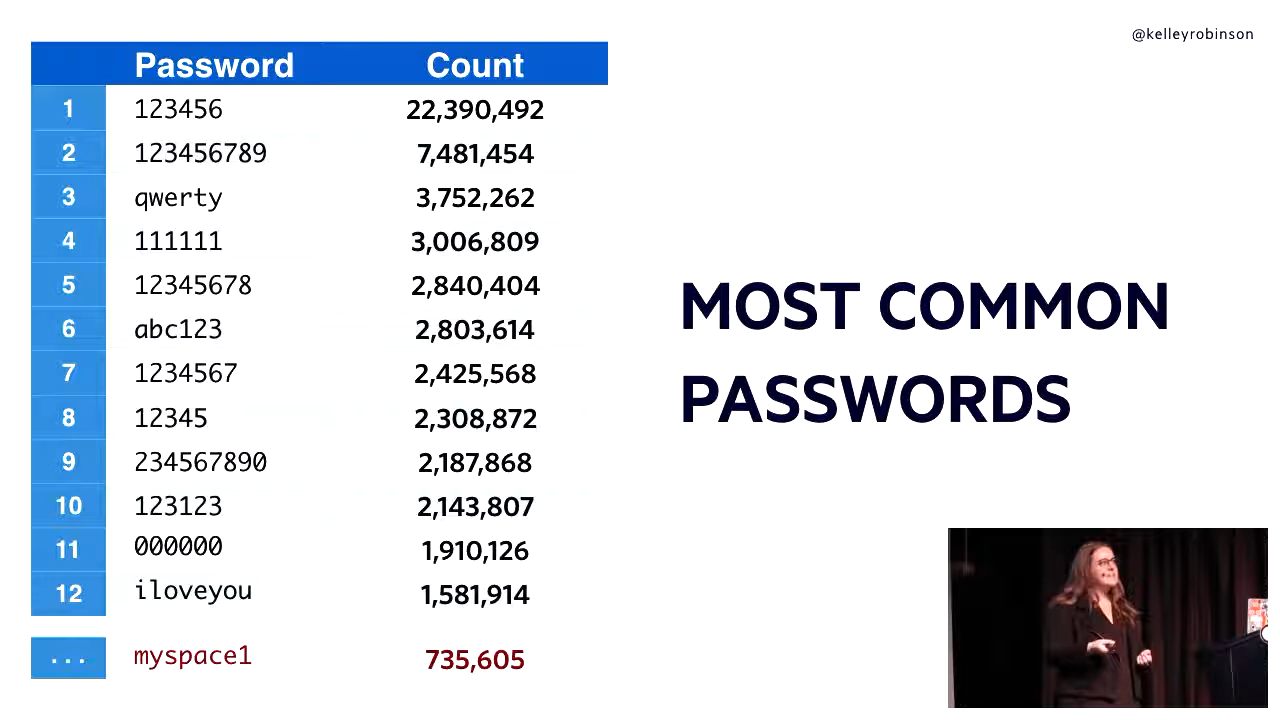 @kelleyrobinson
Password Count
1 123456 22,390,492
2 123456789 7,481,454
3 qwerty 3,752,262
4 111111 3,006,809
5 12345678 2,840,404
6 abc123 2,803,614
7 1234567 2,425,568
8 12345 2,308,872
9 234567890 2,187,868
10 123123 2,143,807
11 000000 1,910,126
12 iloveyou 1,581,914
... myspace1 735,605
MOST COMMON
PASSWORDS